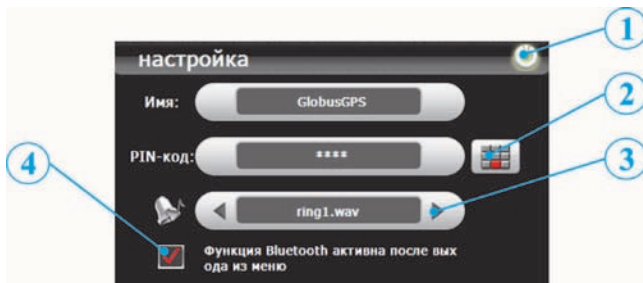 1
настройка
Имя: GlobusGPS
2
PIN-код: ****
3
4
ring1.wav
Функция Bluetooth активна после вых
ода из меню